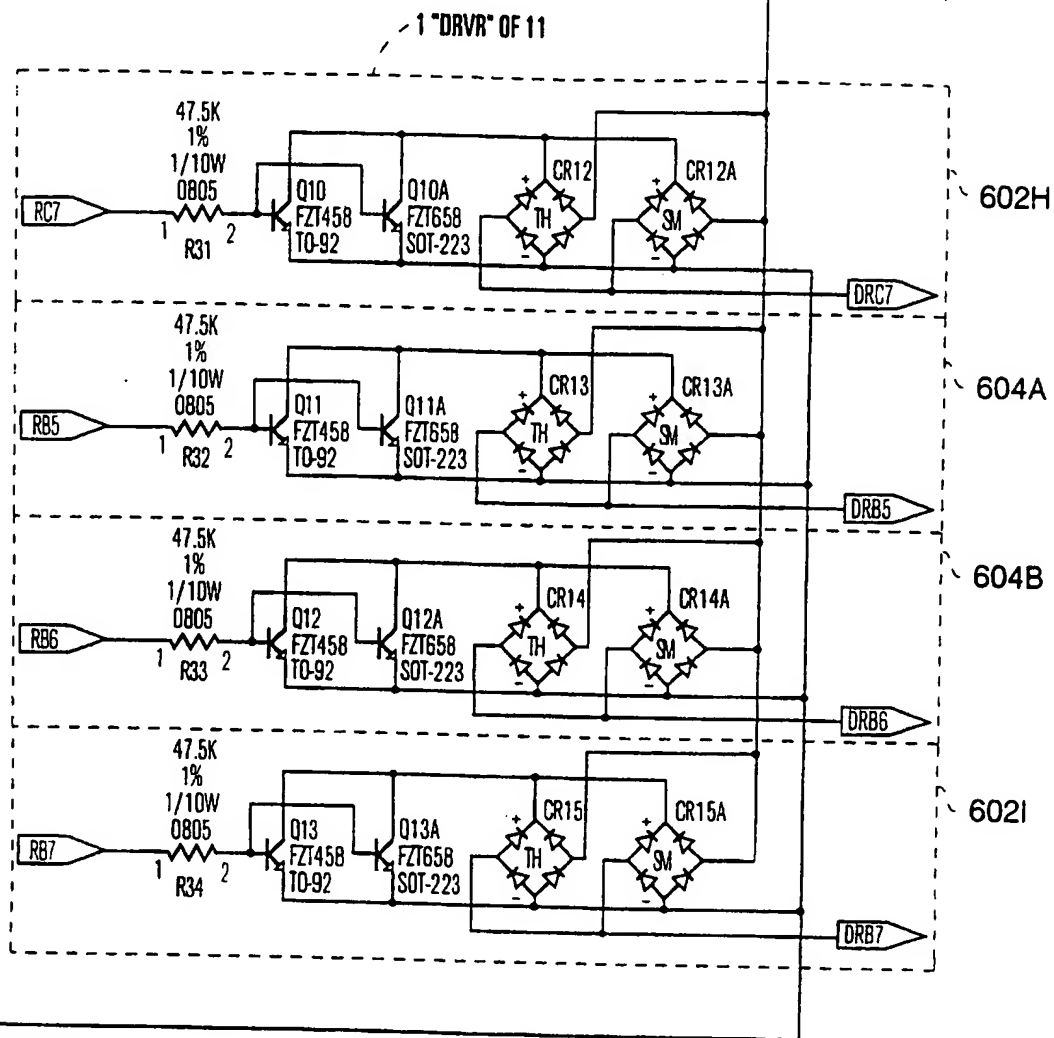 1 "DRVR" OF 11
47.5K
1%
1/10W
0805
RC7
1
2
R31
Q10
FZT458
TO-92
Q10A
FZT658
SOT-223
CR12
+
TH
-
CR12A
+
SM
-
DRC7
602H
47.5K
1%
1/10W
0805
RB5
1
2
R32
Q11
FZT458
TO-92
Q11A
FZT658
SOT-223
CR13
+
TH
-
CR13A
+
SM
-
DRB5
604A
47.5K
1%
1/10W
0805
RB6
1
2
R33
Q12
FZT458
TO-92
Q12A
FZT658
SOT-223
CR14
+
TH
-
CR14A
+
SM
-
DRB6
604B
47.5K
1%
1/10W
0805
RB7
1
2
R34
Q13
FZT458
TO-92
Q13A
FZT658
SOT-223
CR15
+
TH
-
CR15A
+
SM
-
DRB7
602I